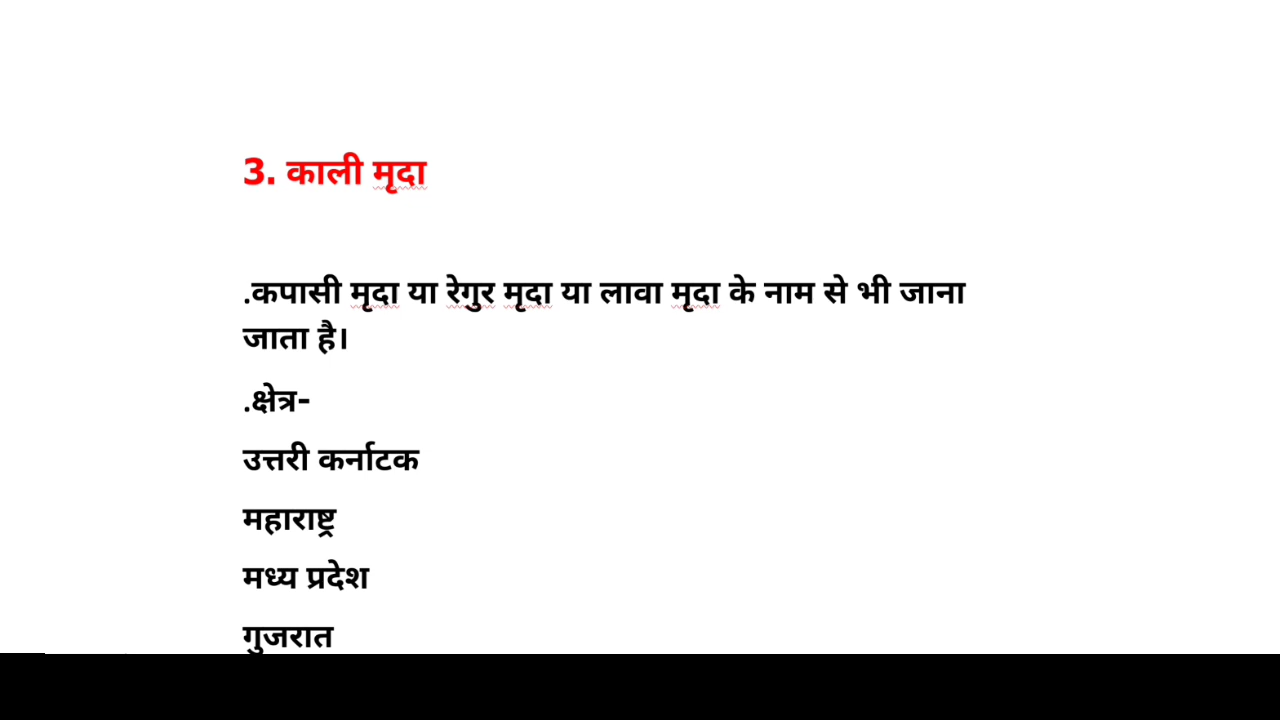 3. काली मृदा
.कपासी मृदा या रेगुर मृदा या लावा मृदा के नाम से भी जाना
जाता है।
.क्षेत्र-
उत्तरी कर्नाटक
महाराष्ट्र
मध्य प्रदेश
गुजरात